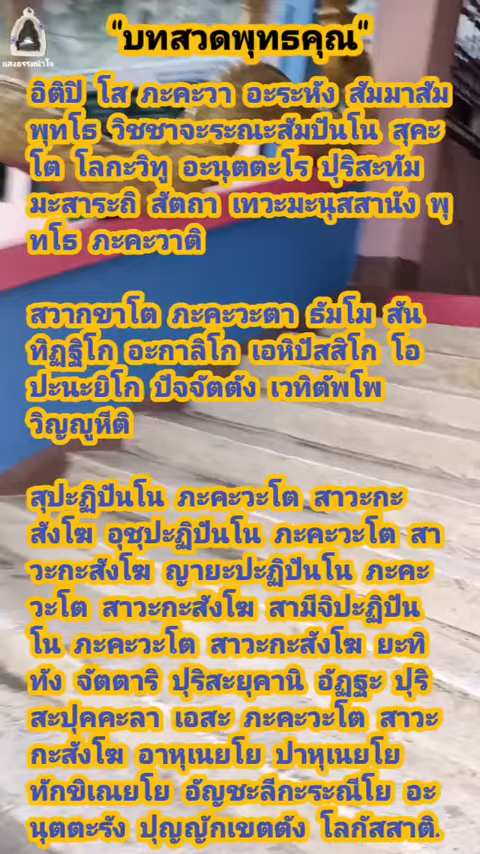 แสงธรรมนำใจ
"บทสวดพุทธคุณ"
อิติปิ โส ภะคะวา อะระหัง สัมมาสัม
พุทโธ วิชชาจะระณะสัมปันโน สุคะ
โต โลกะวิทู อะนุตตะโร ปุริสะทัม
มะสาระถิ สัตถา เทวะมะนุสสานัง พุ
ทโธ ภะคะวาติ
สวากขาโต ภะคะวะตา ธัมโม สัน
ทิฏฐิโก อะกาลิโก เอหิปัสสิโก โอ
ปะนะยิโก ปัจจัตตัง เวทิตัพโพ
วิญญูหีติ
สุปะฏิปันโน ภะคะวะโต สาวะกะ
สังโฆ อุชุปะฏิปันโน ภะคะวะโต สา
วะกะสังโฆ ญายะปะฏิปันโน ภะคะ
วะโต สาวะกะสังโฆ สามีจิปะฏิปัน
โน ภะคะวะโต สาวะกะสังโฆ ยะทิ
ทัง จัตตาริ ปุริสะยุคานิ อัฏฐะ ปุริ
สะปุคคะลา เอสะ ภะคะวะโต สาวะ
กะสังโฆ อาหุเนยโย ปาหุเนยโย
ทักขิเณยโย อัญชะลีกะระณีโย อะ
นุตตะรัง ปุญญักเขตตัง โลกัสสาติ.